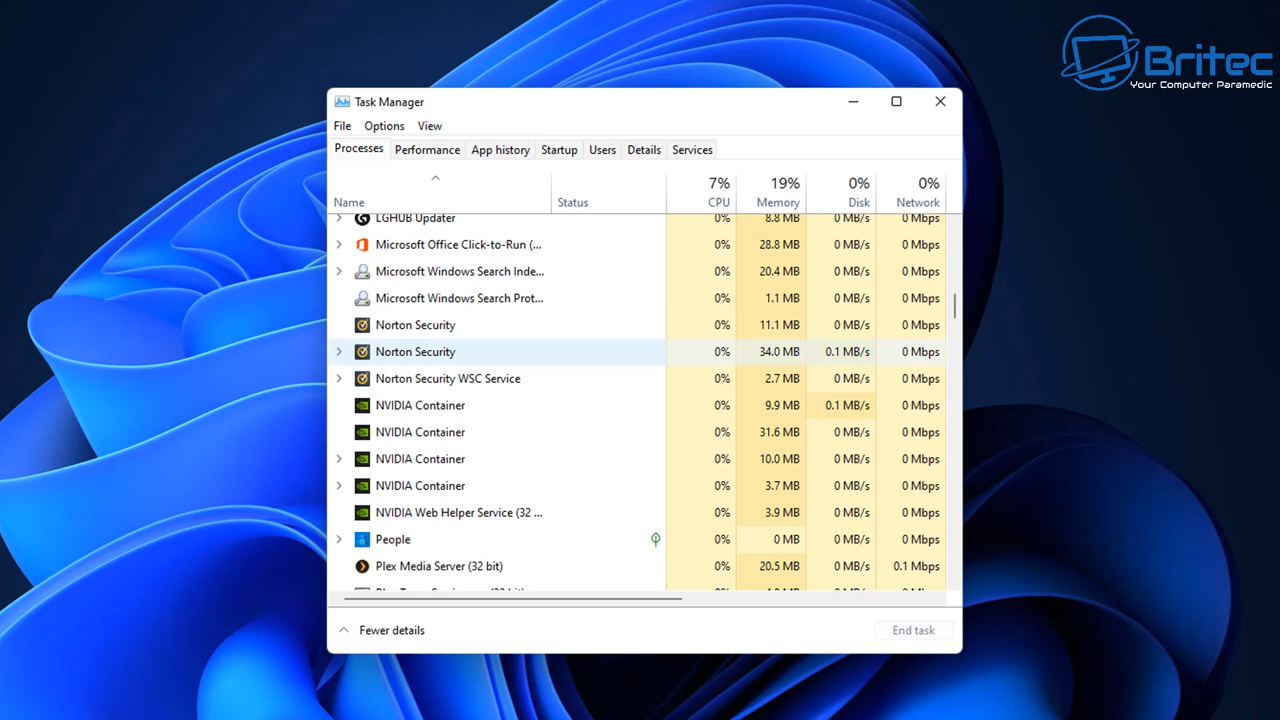 Britec
Your Computer Paramedic
Task Manager
File Options View
Processes Performance App history Startup Users Details Services
7% 19% 0% 0%
Name Status CPU Memory Disk Network
LGHUB Updater 0% 8.8 MB 0 MB/s 0 Mbps
Microsoft Office Click-to-Run (... 0% 28.8 MB 0 MB/s 0 Mbps
Microsoft Windows Search Inde... 0% 20.4 MB 0 MB/s 0 Mbps
Microsoft Windows Search Prot... 0% 1.1 MB 0 MB/s 0 Mbps
Norton Security 0% 11.1 MB 0 MB/s 0 Mbps
Norton Security 0% 34.0 MB 0.1 MB/s 0 Mbps
Norton Security WSC Service 0% 2.7 MB 0 MB/s 0 Mbps
NVIDIA Container 0% 9.9 MB 0.1 MB/s 0 Mbps
NVIDIA Container 0% 31.6 MB 0 MB/s 0 Mbps
NVIDIA Container 0% 10.0 MB 0 MB/s 0 Mbps
NVIDIA Container 0% 3.7 MB 0 MB/s 0 Mbps
NVIDIA Web Helper Service (32 ... 0% 3.9 MB 0 MB/s 0 Mbps
People 0% 0 MB 0 MB/s 0 Mbps
Plex Media Server (32 bit) 0% 20.5 MB 0 MB/s 0.1 Mbps
Fewer details End task